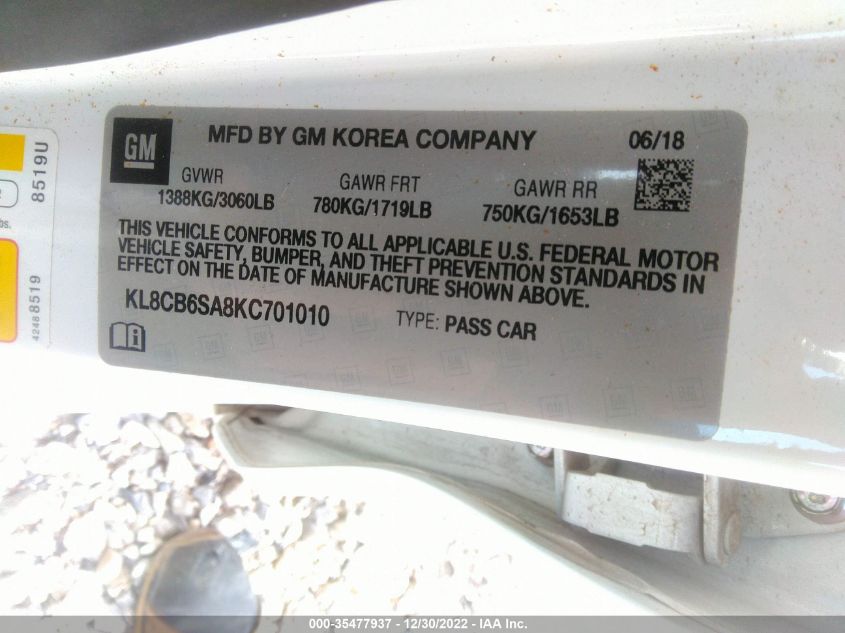 GM
MFD BY GM KOREA COMPANY
06/18
GVWR
1388KG/3060LB
GAWR FRT
780KG/1719LB
GAWR RR
750KG/1653LB
THIS VEHICLE CONFORMS TO ALL APPLICABLE U.S. FEDERAL MOTOR
VEHICLE SAFETY, BUMPER, AND THEFT PREVENTION STANDARDS IN
EFFECT ON THE DATE OF MANUFACTURE SHOWN ABOVE.
KL8CB6SA8KC701010
TYPE: PASS CAR
8519U
bs.
42488519
000-35477937 - 12/30/2022 - IAA Inc.